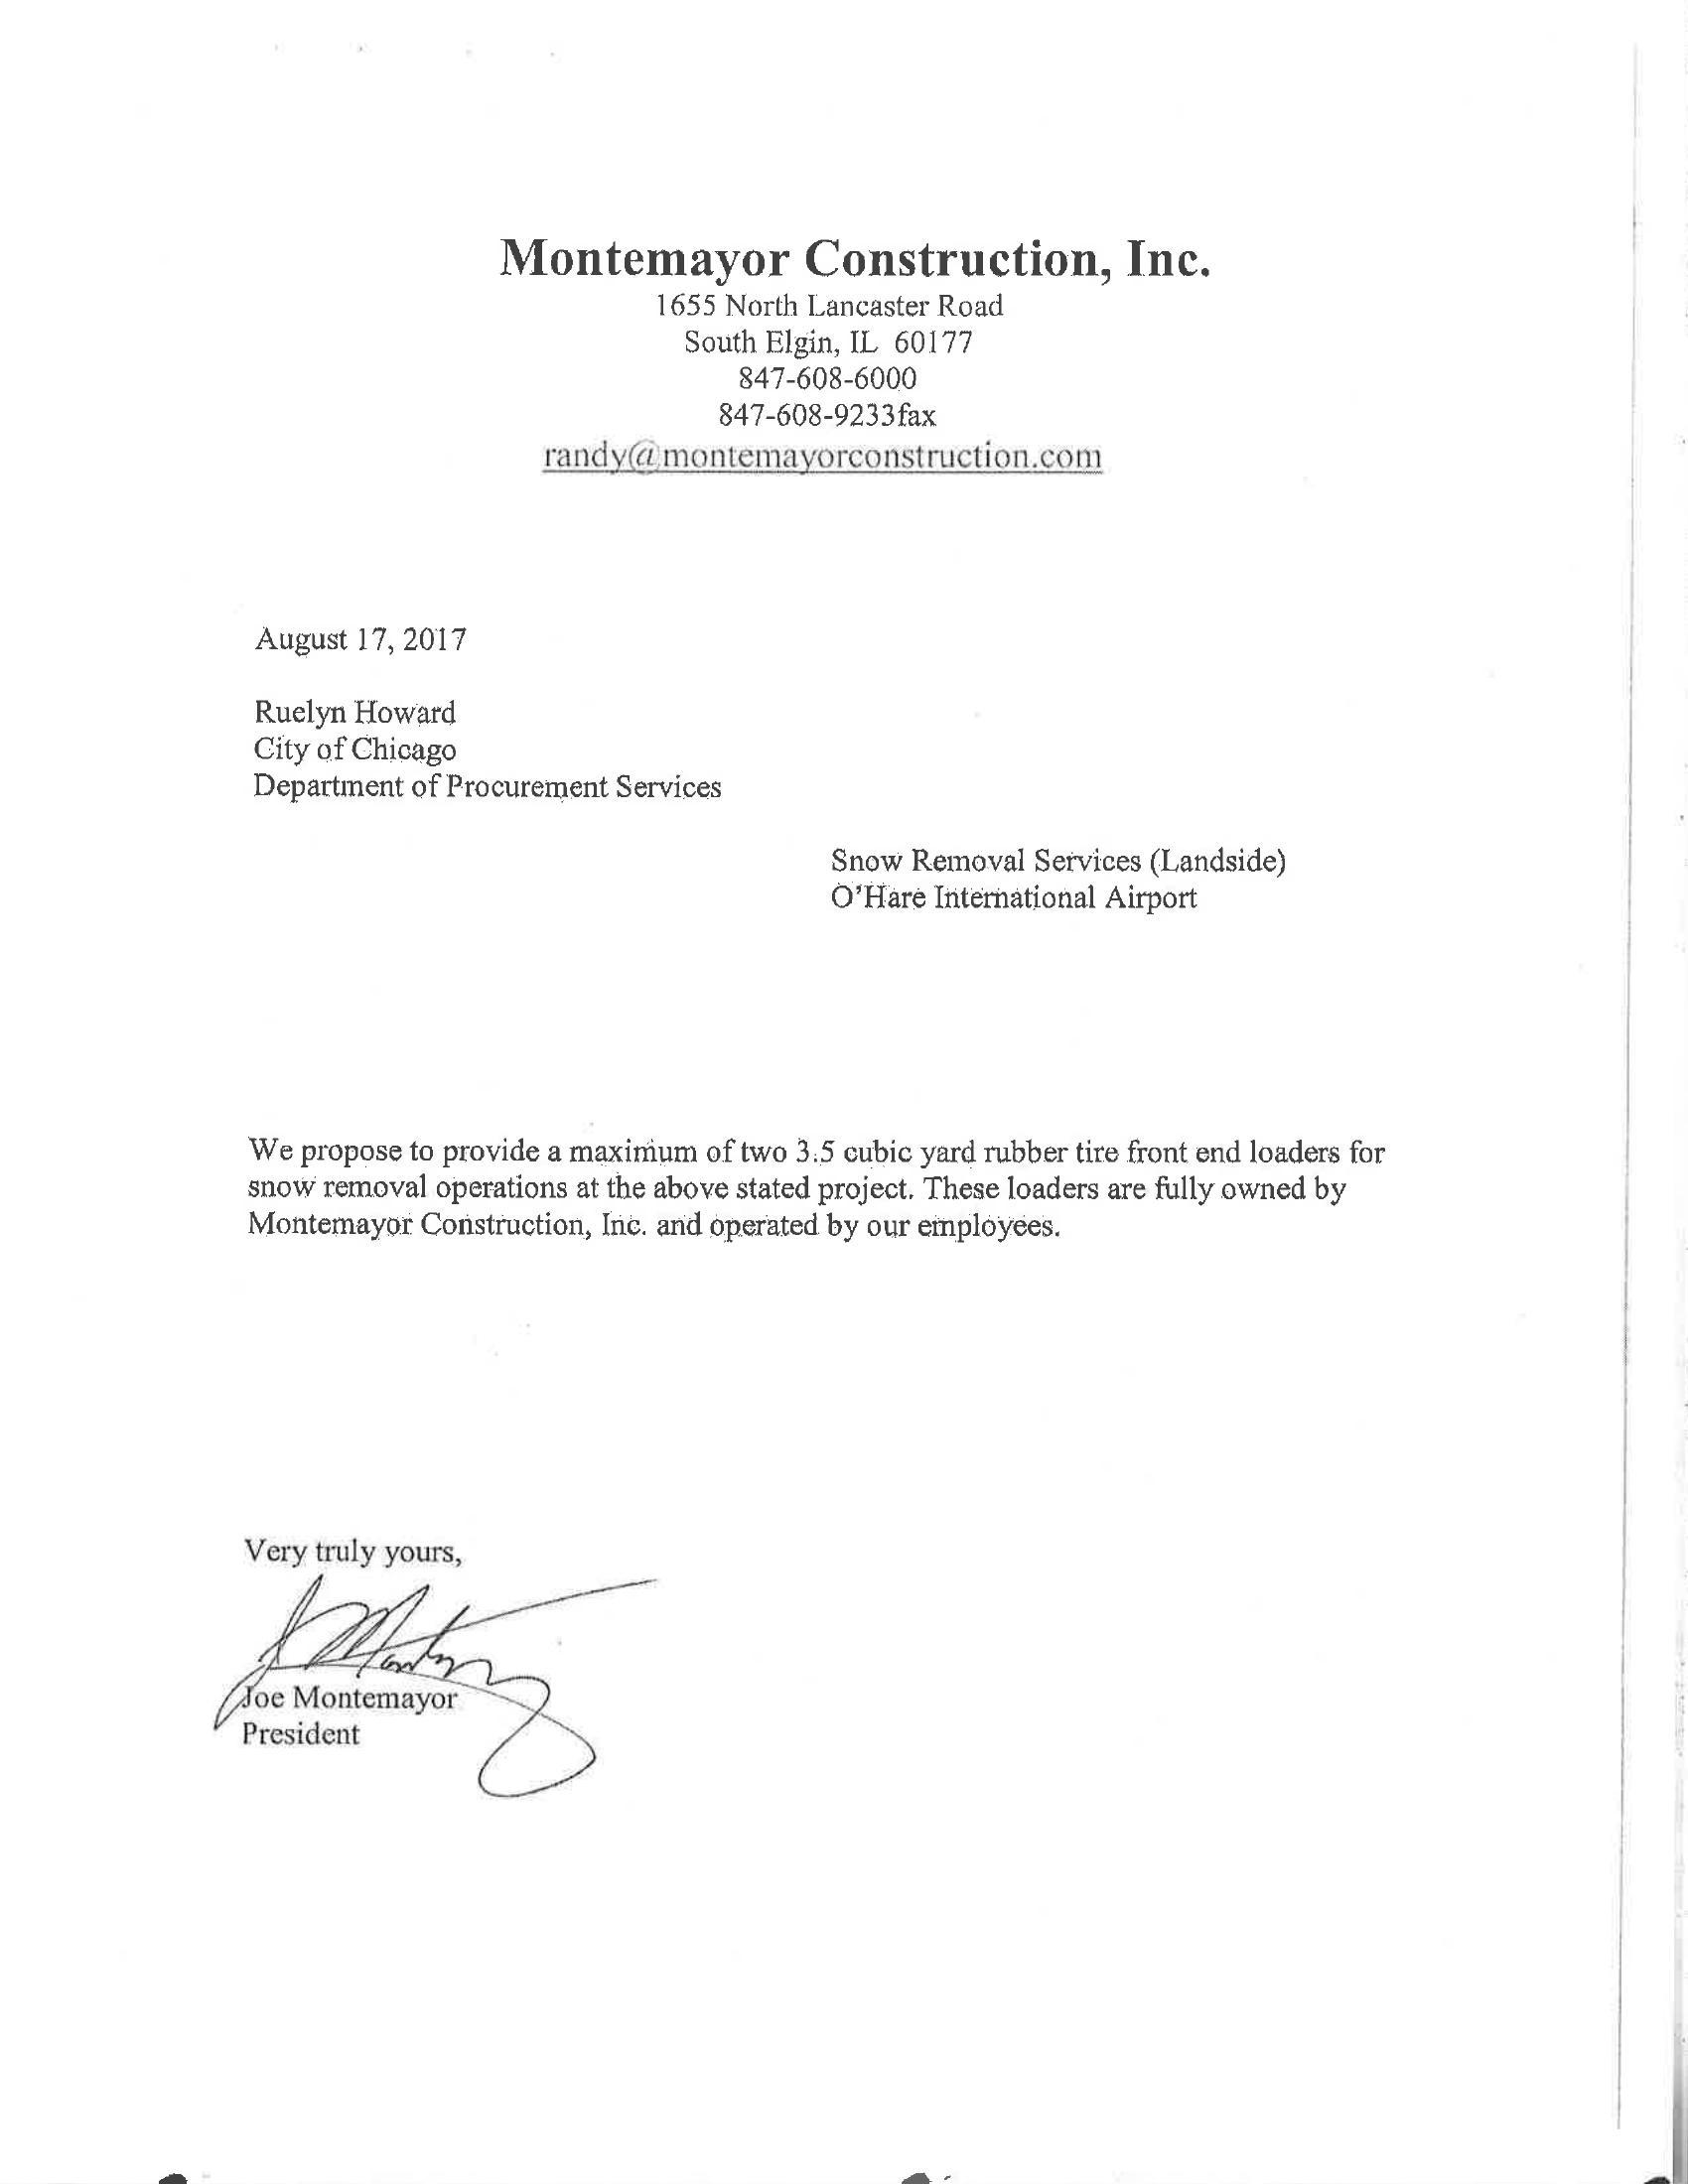 Montemayor Construction, Inc.
1655 North Lancaster Road
South Elgin, IL 60177
847-608-6000
847-608-9233fax
randy@montemayorconstruction.com
August 17, 2017
Ruelyn Howard
City of Chicago
Department of Procurement Services
Snow Removal Services (Landside)
O'Hare International Airport
We propose to provide a maximum of two 3.5 cubic yard rubber tire front end loaders for
snow removal operations at the above stated project. These loaders are fully owned by
Montemayor Construction, Inc. and operated by our employees.
Very truly yours,
Joe Montemayor
President